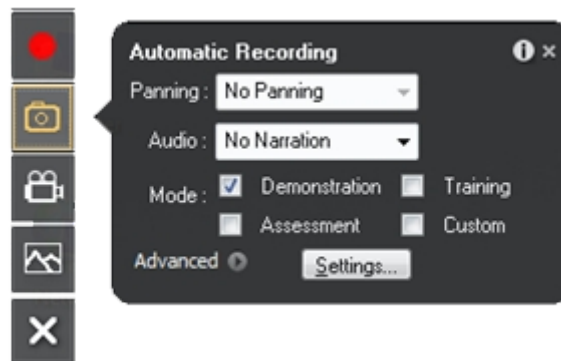 Automatic Recording
Panning : No Panning
Audio : No Narration
Mode : Demonstration Training
Assessment Custom
Advanced Settings...